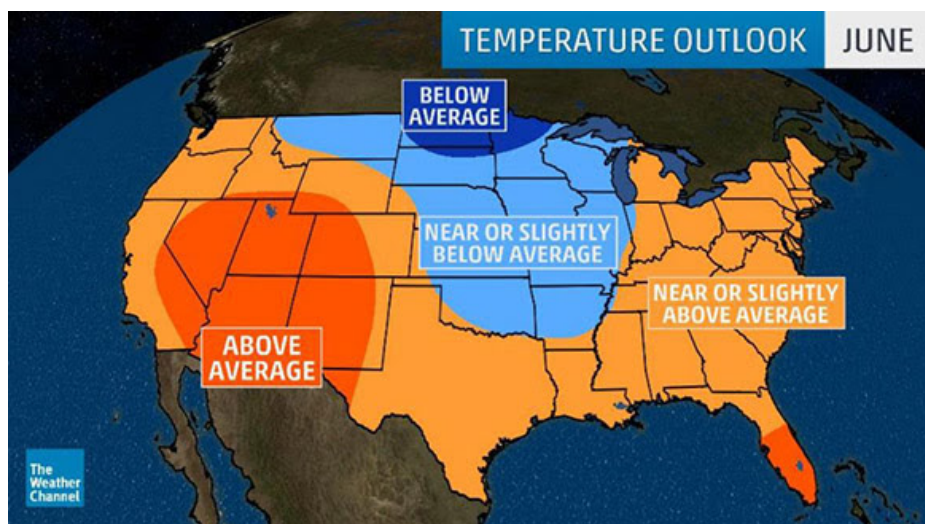 TEMPERATURE OUTLOOK JUNE
BELOW
AVERAGE
NEAR OR SLIGHTLY
BELOW AVERAGE
NEAR OR SLIGHTLY
ABOVE AVERAGE
ABOVE
AVERAGE
The
Weather
Channel